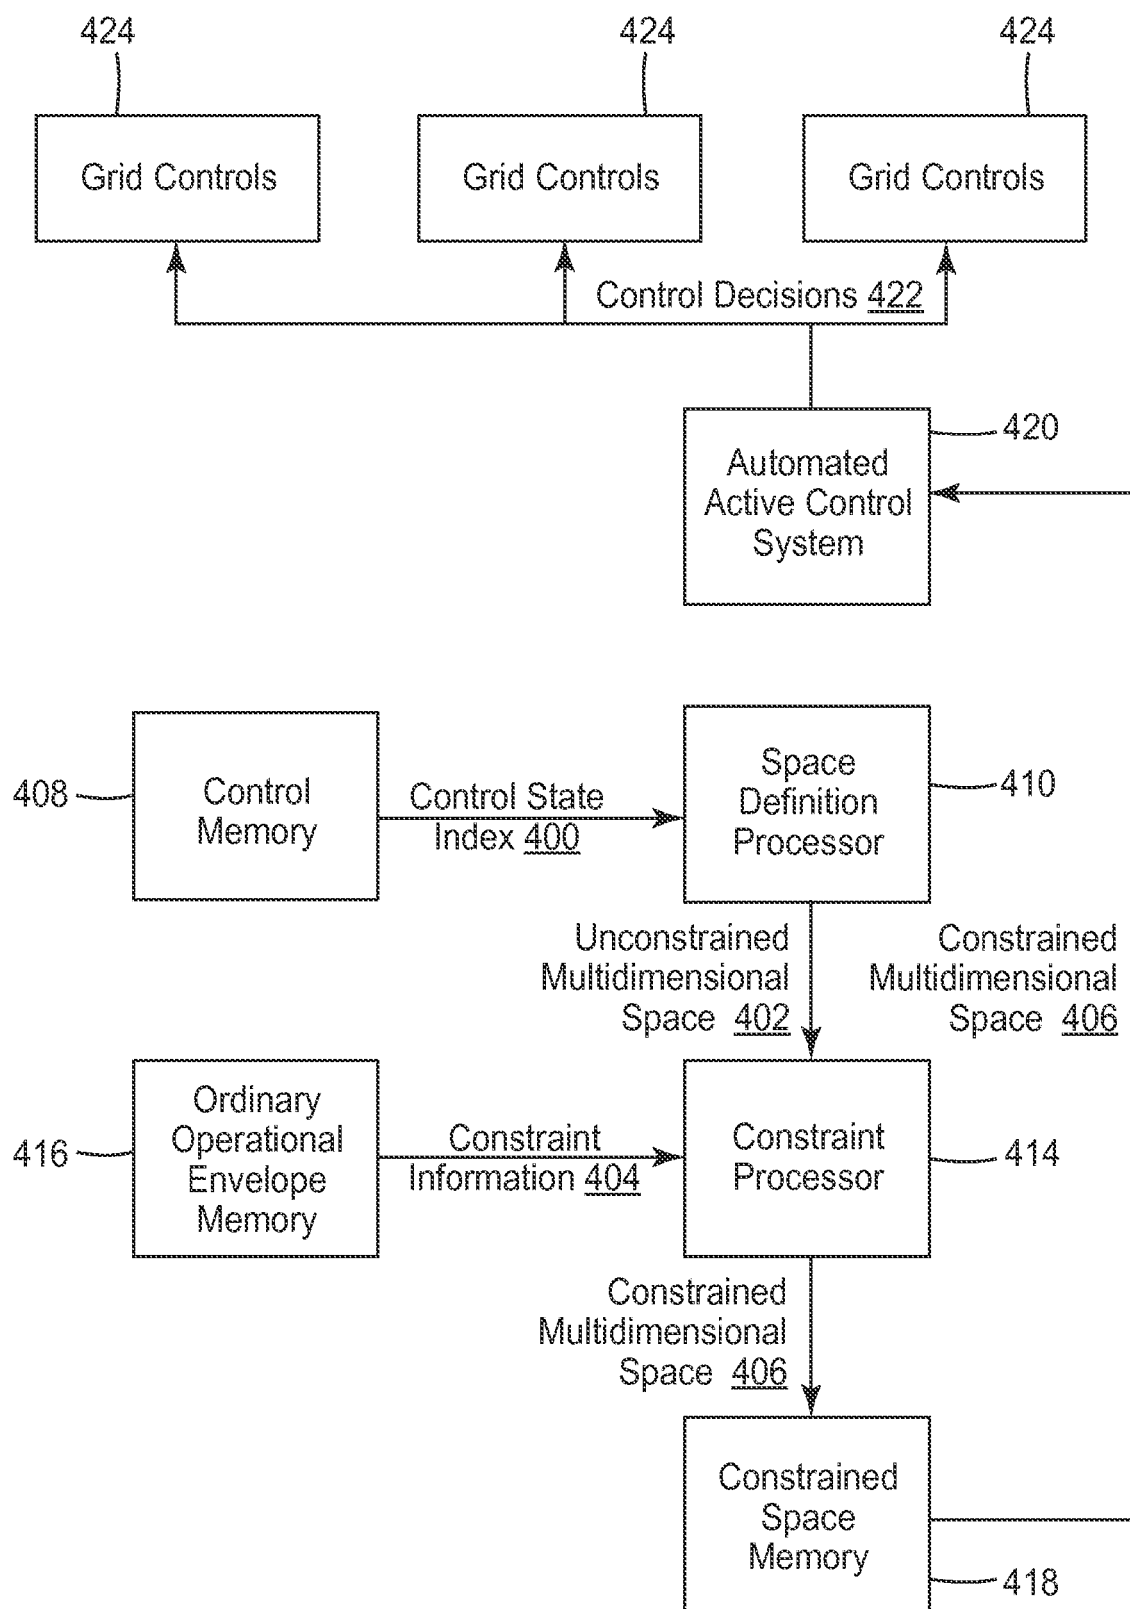 424
424
424
Grid Controls
Grid Controls
Grid Controls
Control Decisions 422
420
Automated
Active Control
System
408
Control
Memory
Control State
Index 400
Space
Definition
Processor
410
Unconstrained
Multidimensional
Space 402
Constrained
Multidimensional
Space 406
416
Ordinary
Operational
Envelope
Memory
Constraint
Information 404
Constraint
Processor
414
Constrained
Multidimensional
Space 406
Constrained
Space
Memory
418